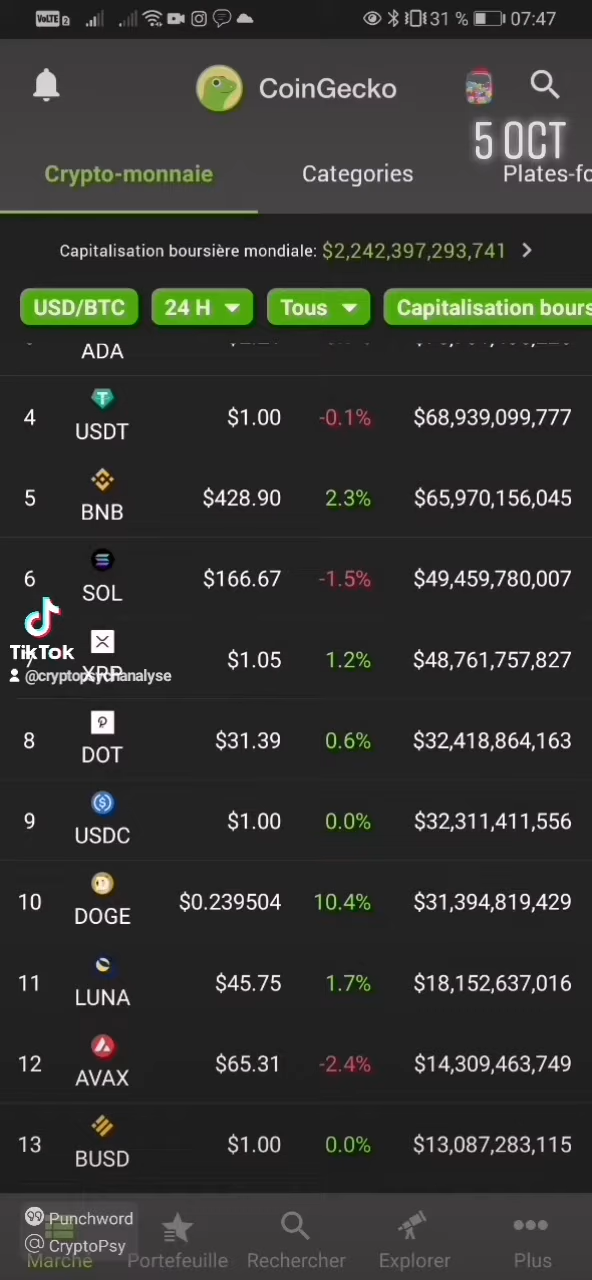 VoLTE 2 31 % 07:47
CoinGecko
5 OCT
Crypto-monnaie Categories Plates-fo
Capitalisation boursière mondiale: $2,242,397,293,741
USD/BTC 24 H Tous Capitalisation bours
ADA
4 USDT $1.00 -0.1% $68,939,099,777
5 BNB $428.90 2.3% $65,970,156,045
6 SOL $166.67 -1.5% $49,459,780,007
TikTok
7 XRP $1.05 1.2% $48,761,757,827
@cryptopsychanalyse
8 DOT $31.39 0.6% $32,418,864,163
9 USDC $1.00 0.0% $32,311,411,556
10 DOGE $0.239504 10.4% $31,394,819,429
11 LUNA $45.75 1.7% $18,152,637,016
12 AVAX $65.31 -2.4% $14,309,463,749
13 BUSD $1.00 0.0% $13,087,283,115
Punchword
@ CryptoPsy
Marché Portefeuille Rechercher Explorer Plus